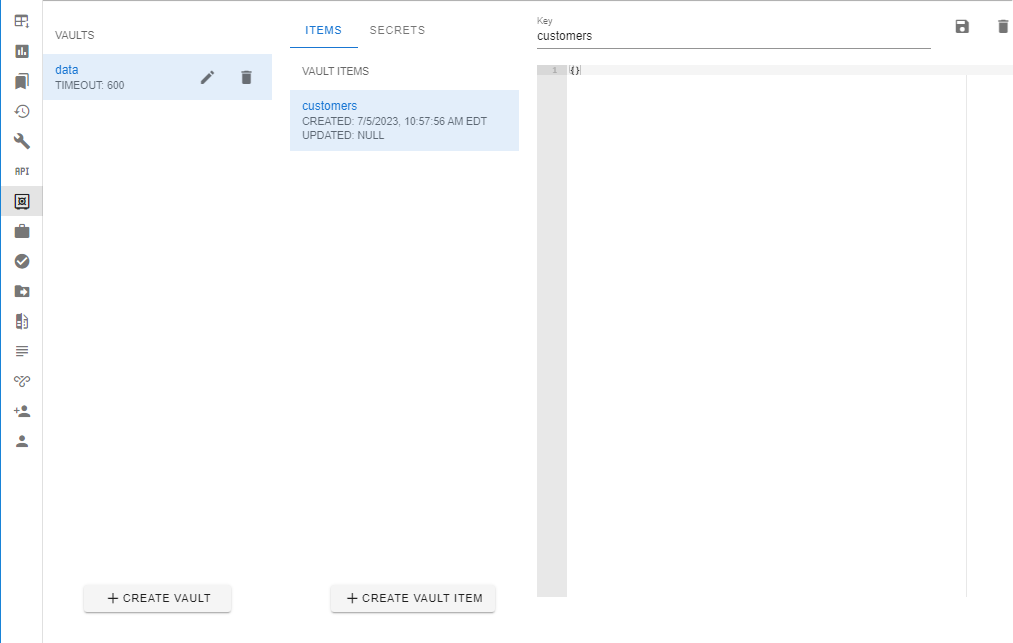 API
VAULTS
data
TIMEOUT: 600
CREATE VAULT
ITEMS
SECRETS
VAULT ITEMS
customers
CREATED: 7/5/2023, 10:57:56 AM EDT
UPDATED: NULL
CREATE VAULT ITEM
Key
customers
1
{}